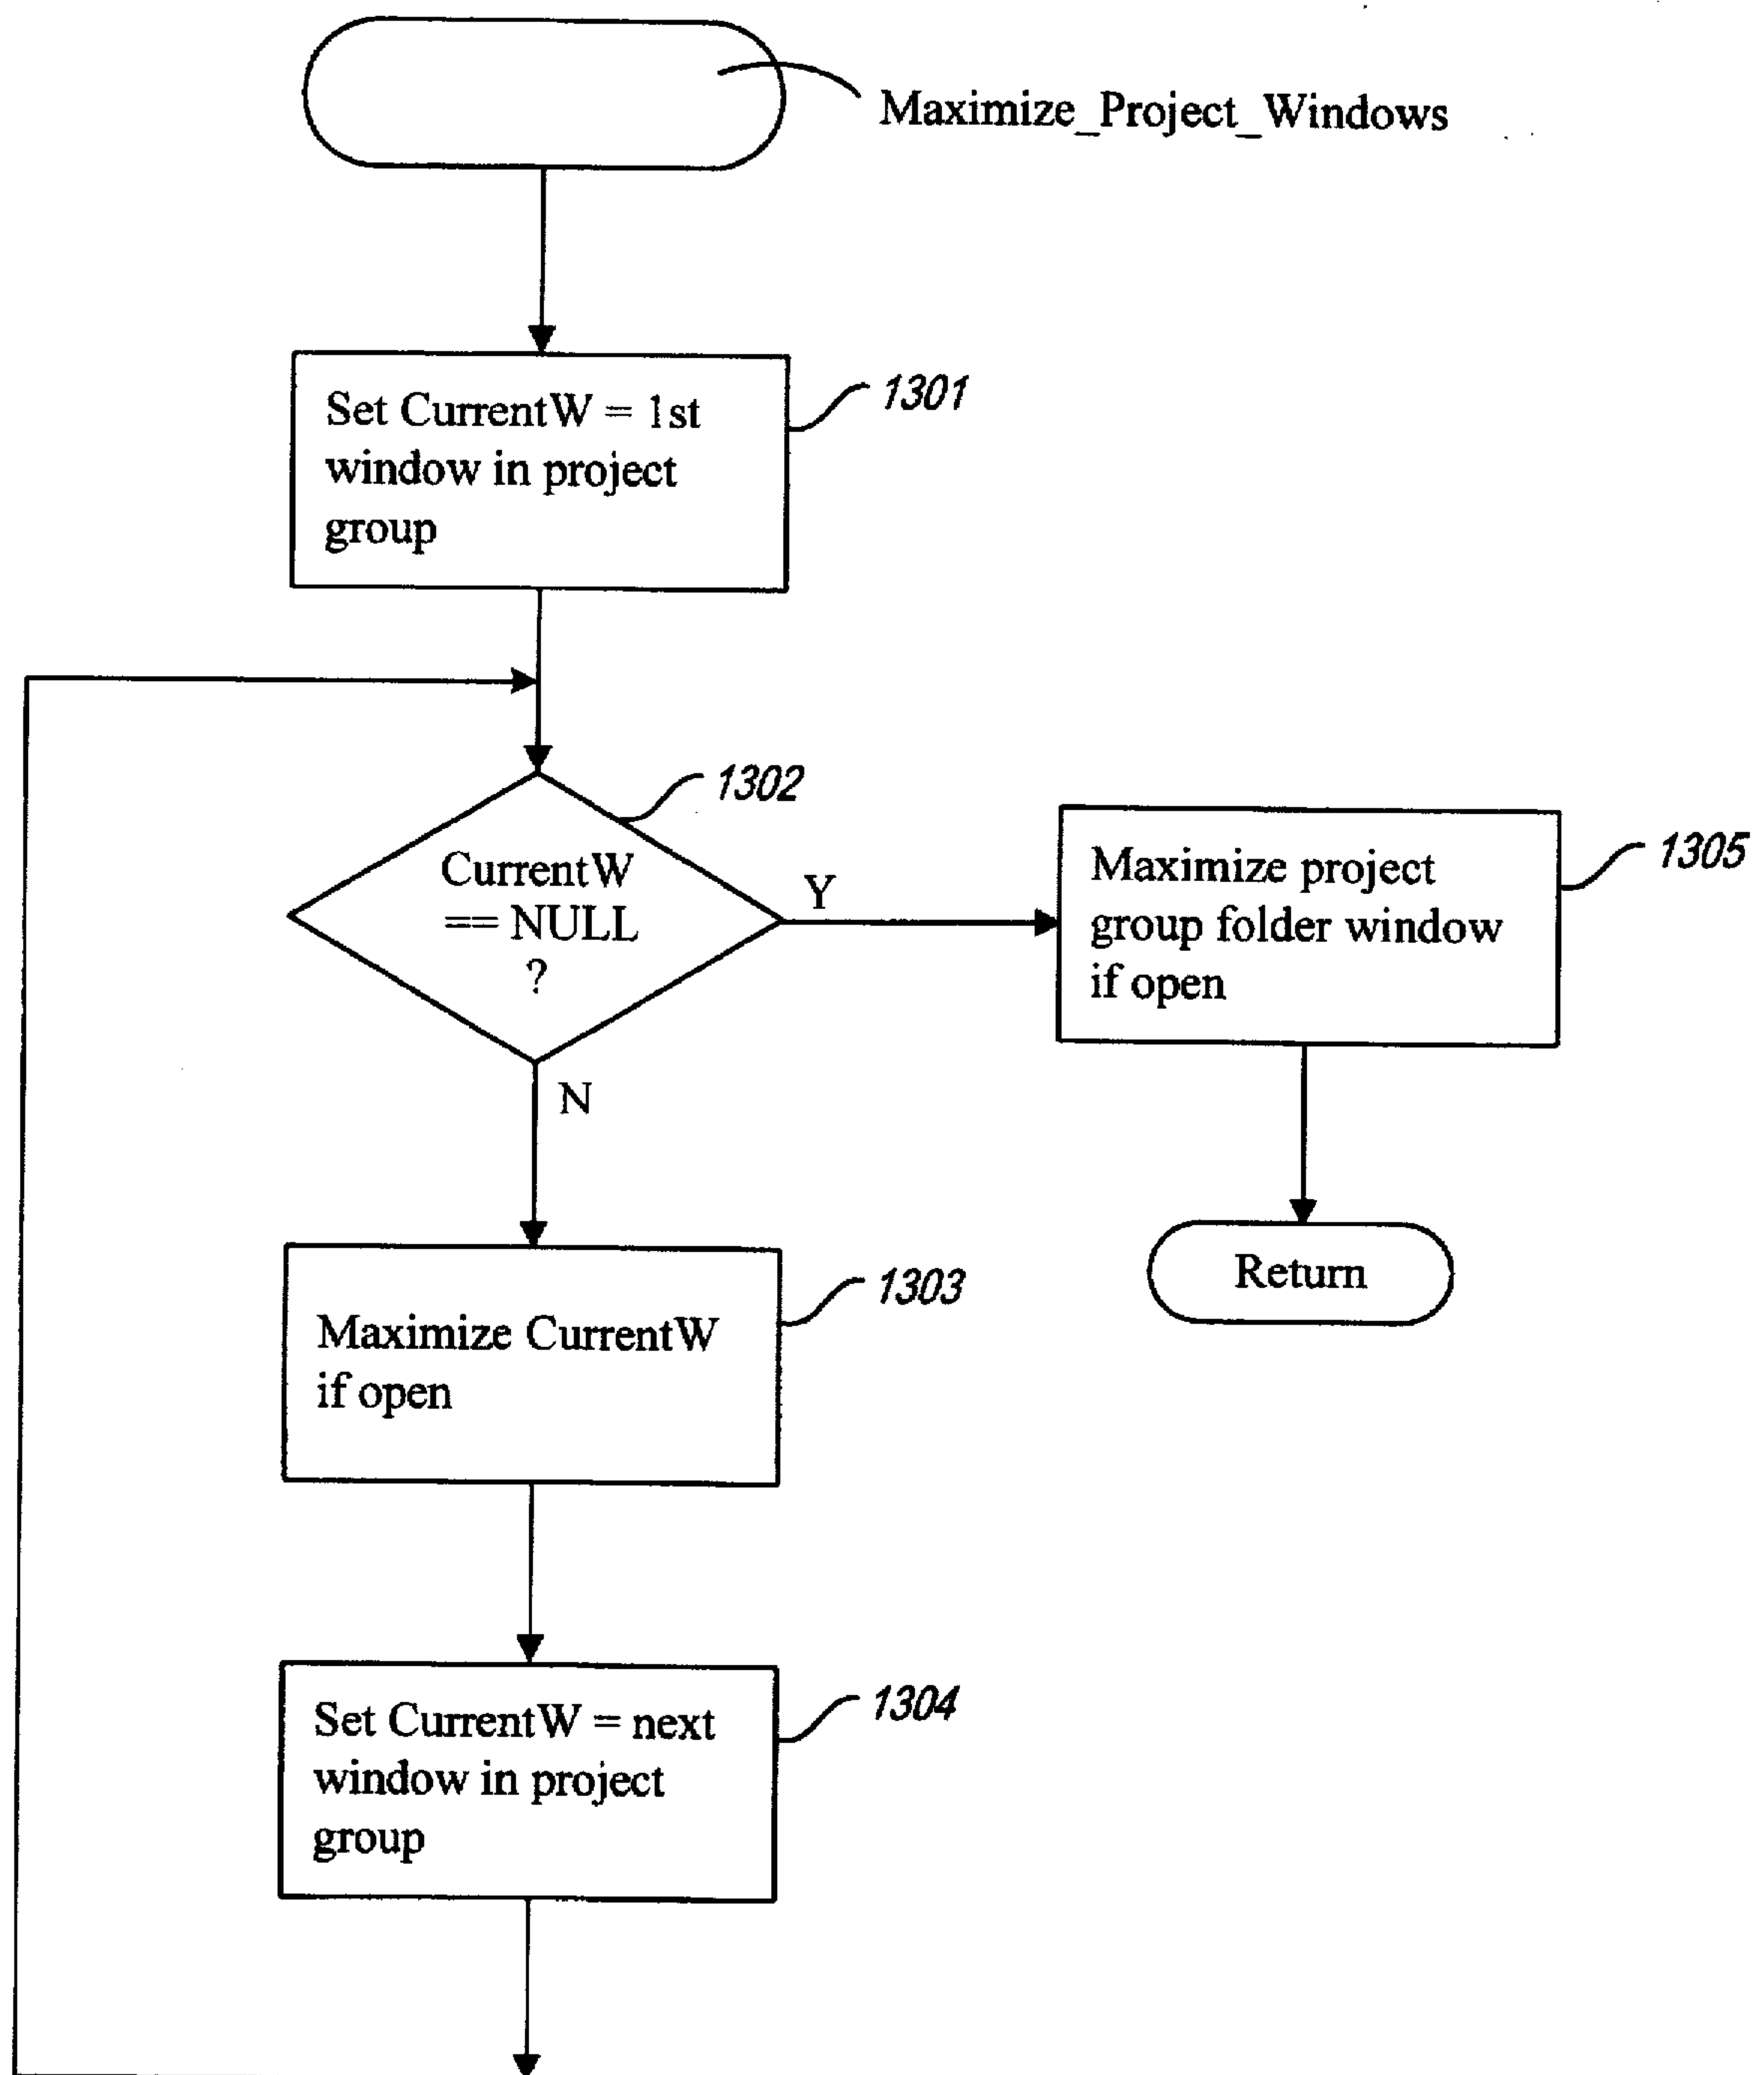 Maximize_Project_Windows
Set CurrentW = 1st
window in project
group
1301
1302
CurrentW
== NULL
?
Y
N
Maximize project
group folder window
if open
1305
Return
Maximize CurrentW
if open
1303
Set CurrentW = next
window in project
group
1304